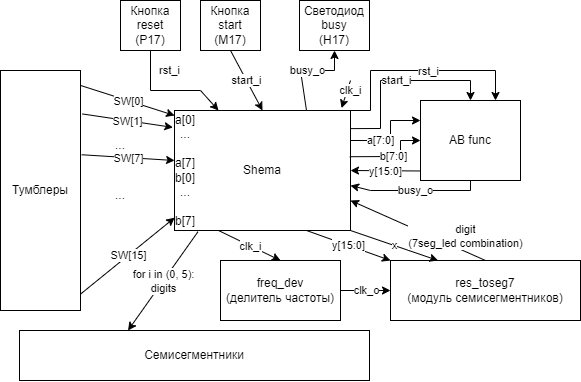 Кнопка
reset
(P17)
Кнопка
start
(M17)
Светодиод
busy
(H17)
rst_i
start_i
busy_o
clk_i
rst_i
start_i
SW[0]
SW[1]
...
SW[7]
...
SW[15]
Тумблеры
a[0]
...
a[7]
b[0]
...
b[7]
Shema
a[7:0]
b[7:0]
y[15:0]
busy_o
AB func
digit
(7seg_led combination)
for i in (0, 5):
digits
clk_i
y[15:0]
x
freq_dev
(делитель частоты)
clk_o
res_toseg7
(модуль семисегментников)
Семисегментники